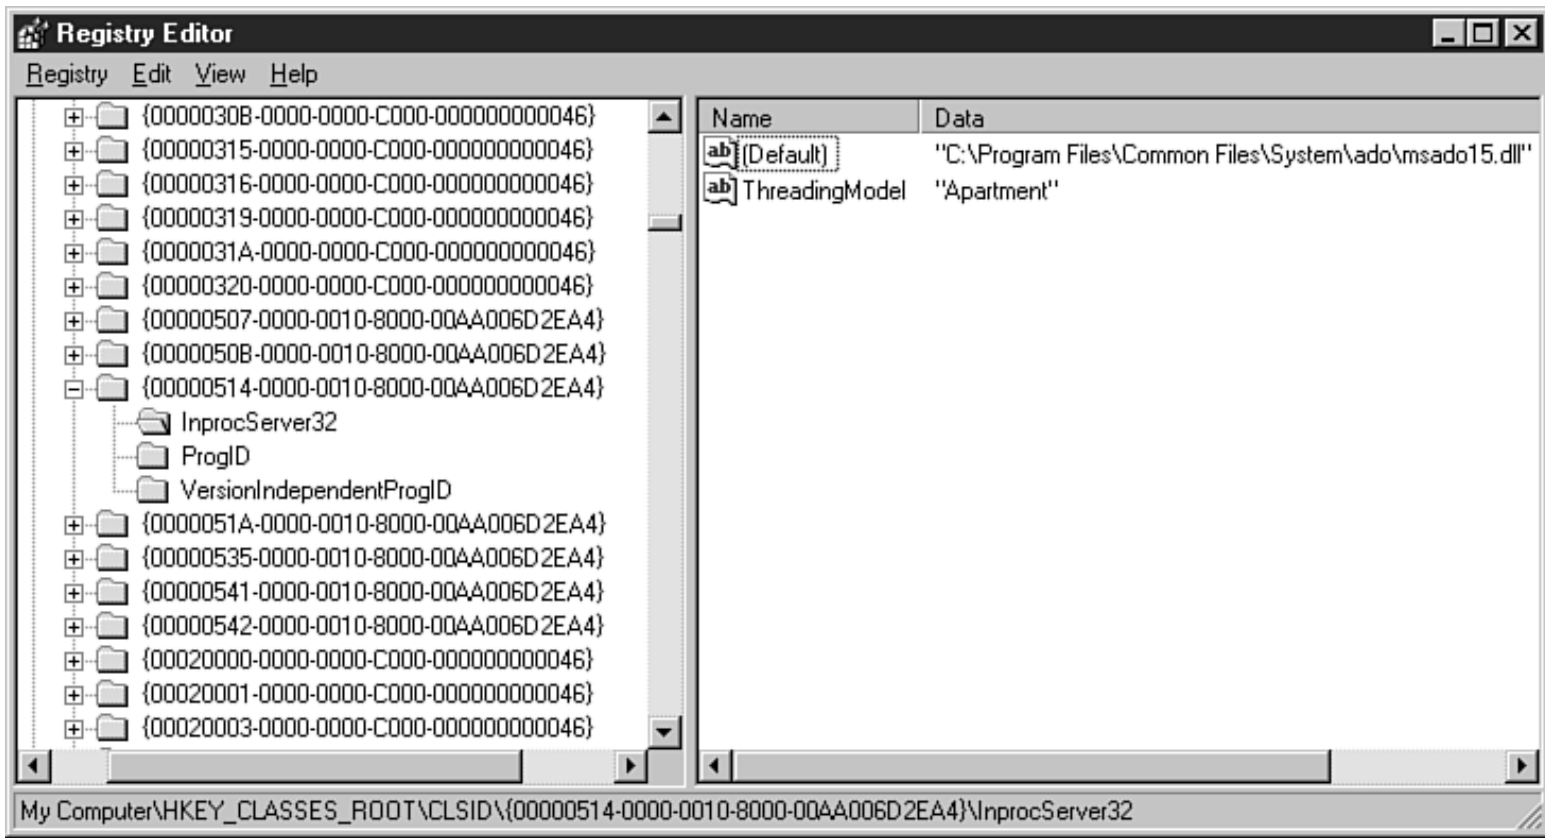 Registry Editor
Registry Edit View Help
{0000030B-0000-0000-C000-000000000046}
{00000315-0000-0000-C000-000000000046}
{00000316-0000-0000-C000-000000000046}
{00000319-0000-0000-C000-000000000046}
{0000031A-0000-0000-C000-000000000046}
{00000320-0000-0000-C000-000000000046}
{00000507-0000-0010-8000-00AA006D2EA4}
{0000050B-0000-0010-8000-00AA006D2EA4}
{00000514-0000-0010-8000-00AA006D2EA4}
InprocServer32
ProgID
VersionIndependentProgID
{0000051A-0000-0010-8000-00AA006D2EA4}
{00000535-0000-0010-8000-00AA006D2EA4}
{00000541-0000-0010-8000-00AA006D2EA4}
{00000542-0000-0010-8000-00AA006D2EA4}
{00020000-0000-0000-C000-000000000046}
{00020001-0000-0000-C000-000000000046}
{00020003-0000-0000-C000-000000000046}
Name Data
ab (Default) "C:\Program Files\Common Files\System\ado\msado15.dll"
ab ThreadingModel "Apartment"
My Computer\HKEY_CLASSES_ROOT\CLSID\{00000514-0000-0010-8000-00AA006D2EA4}\InprocServer32